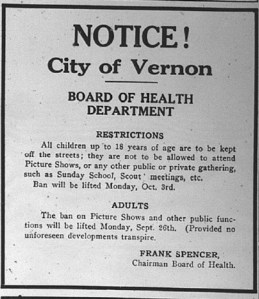 NOTICE!
City of Vernon
BOARD OF HEALTH
DEPARTMENT
RESTRICTIONS
All children up to 18 years of age are to be kept
off the streets; they are not to be allowed to attend
Picture Shows, or any other public or private gathering,
such as Sunday School, Scout' meetings, etc.
Ban will be lifted Monday, Oct. 3rd.
ADULTS
The ban on Picture Shows and other public func-
tions will be lifted Monday, Sept. 26th. (Provided no
unforeseen developments transpire.
FRANK SPENCER,
Chairman Board of Health.